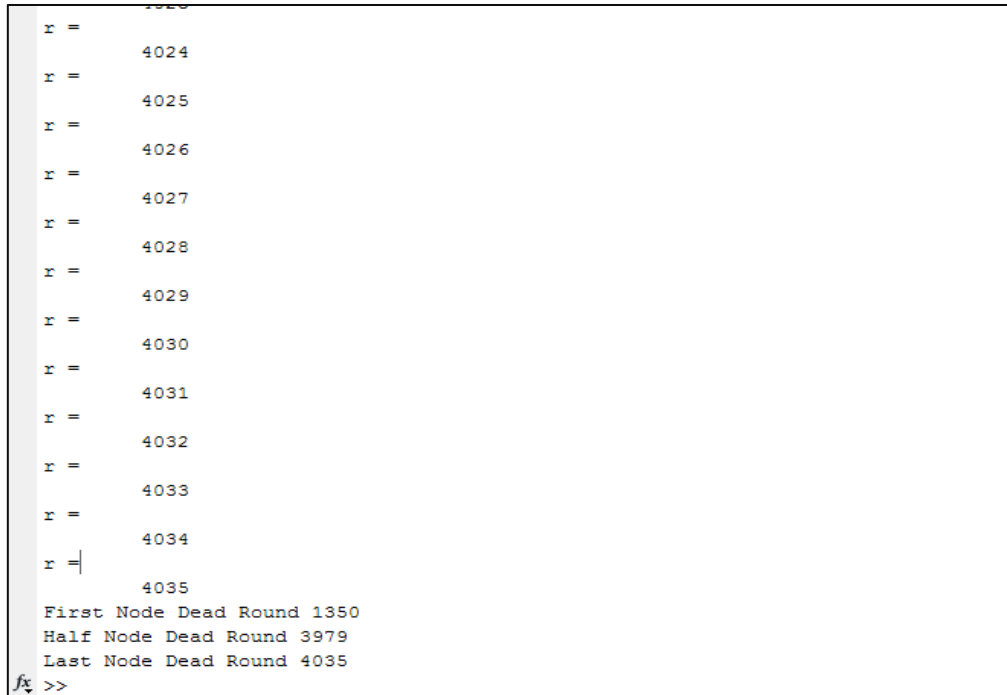 r =
4024
r =
4025
r =
4026
r =
4027
r =
4028
r =
4029
r =
4030
r =
4031
r =
4032
r =
4033
r =
4034
r =
4035
First Node Dead Round 1350
Half Node Dead Round 3979
Last Node Dead Round 4035
fx >>